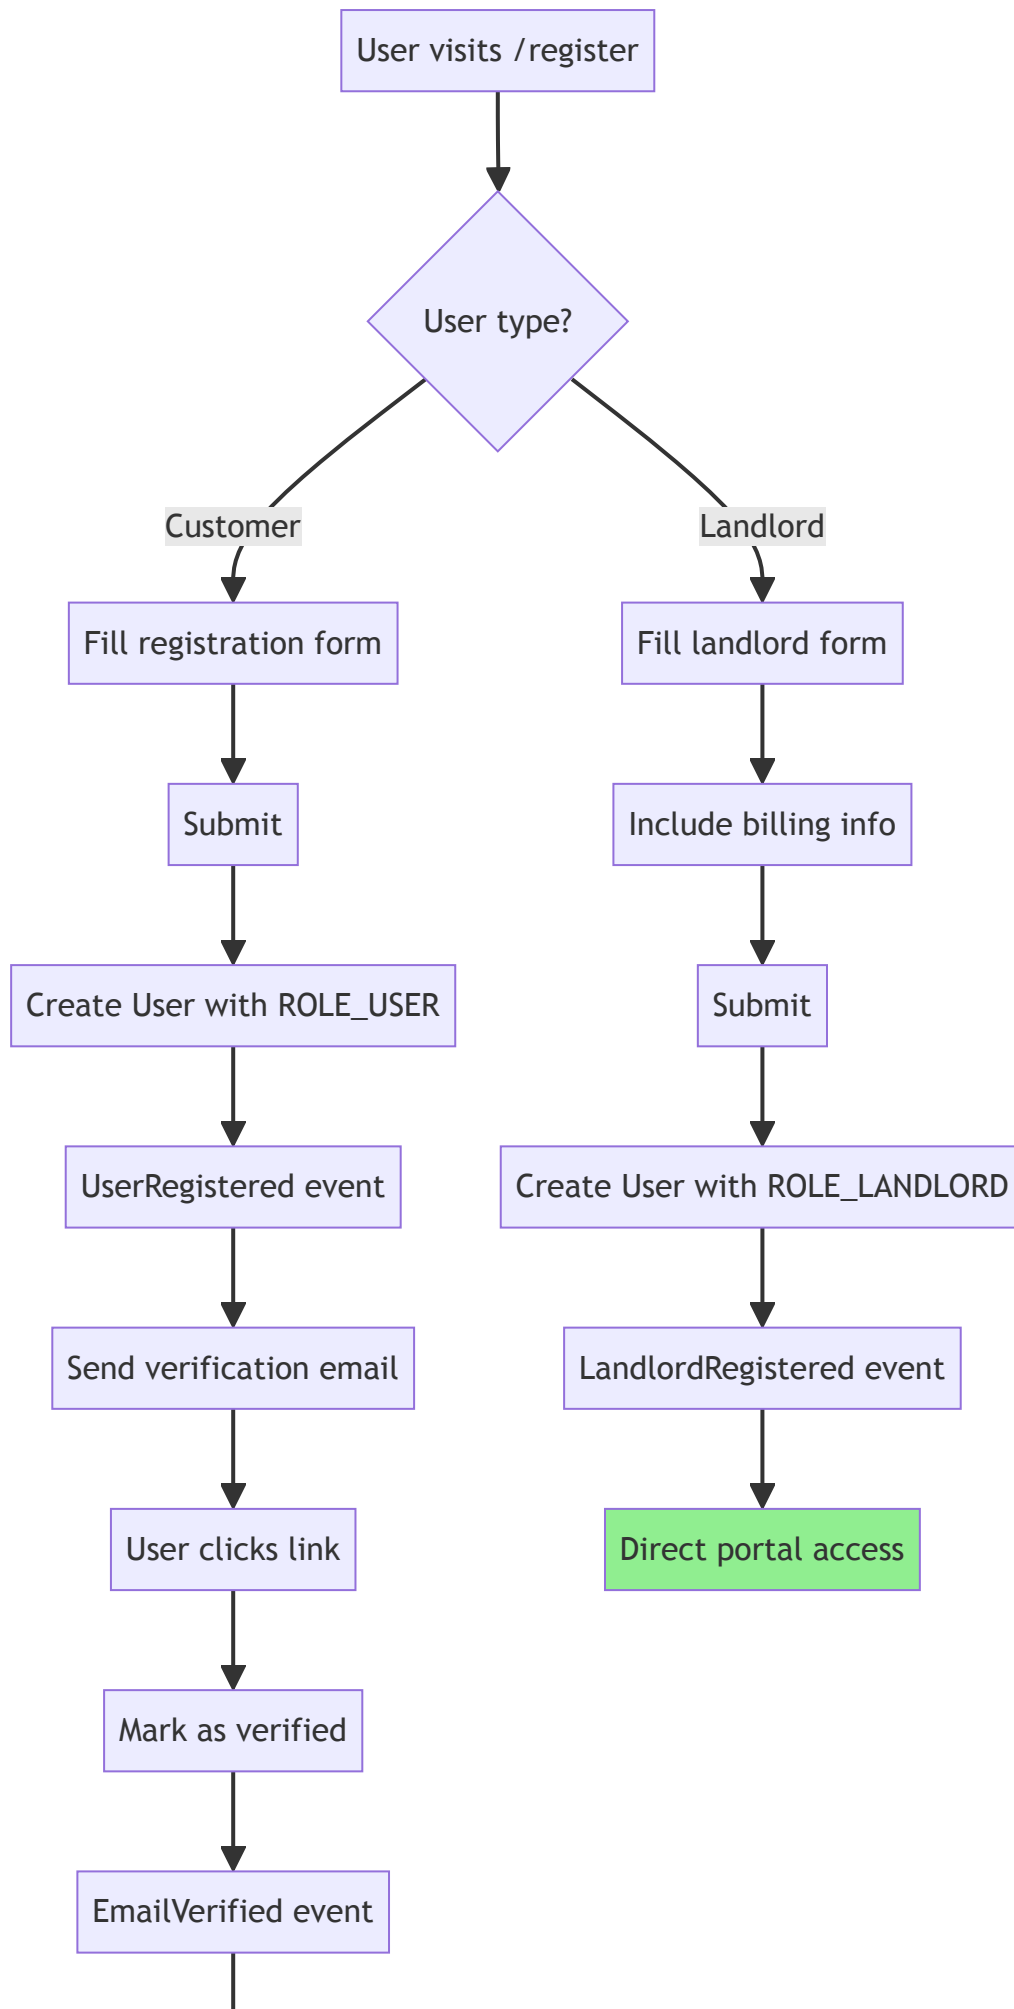 User visits /register
User type?
Customer
Landlord
Fill registration form
Fill landlord form
Submit
Include billing info
Create User with ROLE_USER
Submit
UserRegistered event
Create User with ROLE_LANDLORD
Send verification email
LandlordRegistered event
User clicks link
Direct portal access
Mark as verified
EmailVerified event